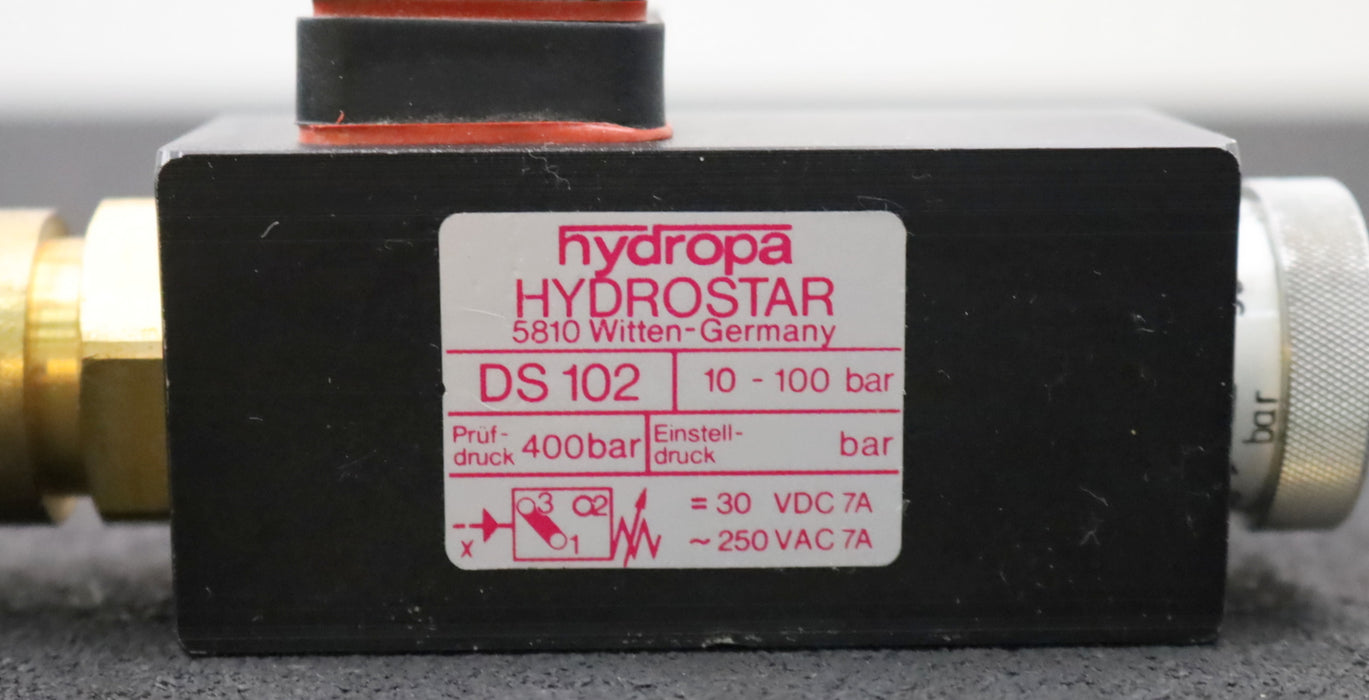 hydropa
HYDROSTAR
5810 Witten-Germany
DS 102
10 - 100 bar
Prüf-
druck 400bar
Einstell-
druck bar
3 2
1
x
= 30 VDC 7A
~ 250 VAC 7A
bar